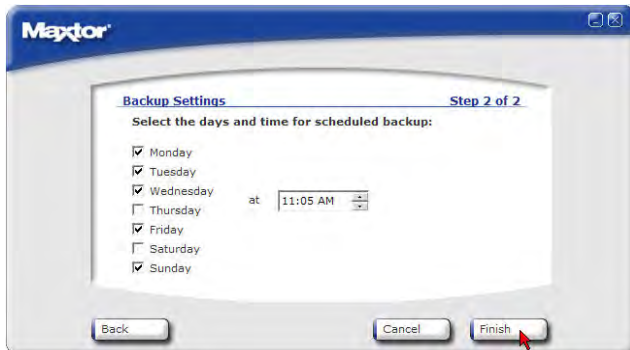 Maxtor
Backup Settings Step 2 of 2
Select the days and time for scheduled backup:
Monday
Tuesday
Wednesday
at 11:05 AM
Thursday
Friday
Saturday
Sunday
Back Cancel Finish